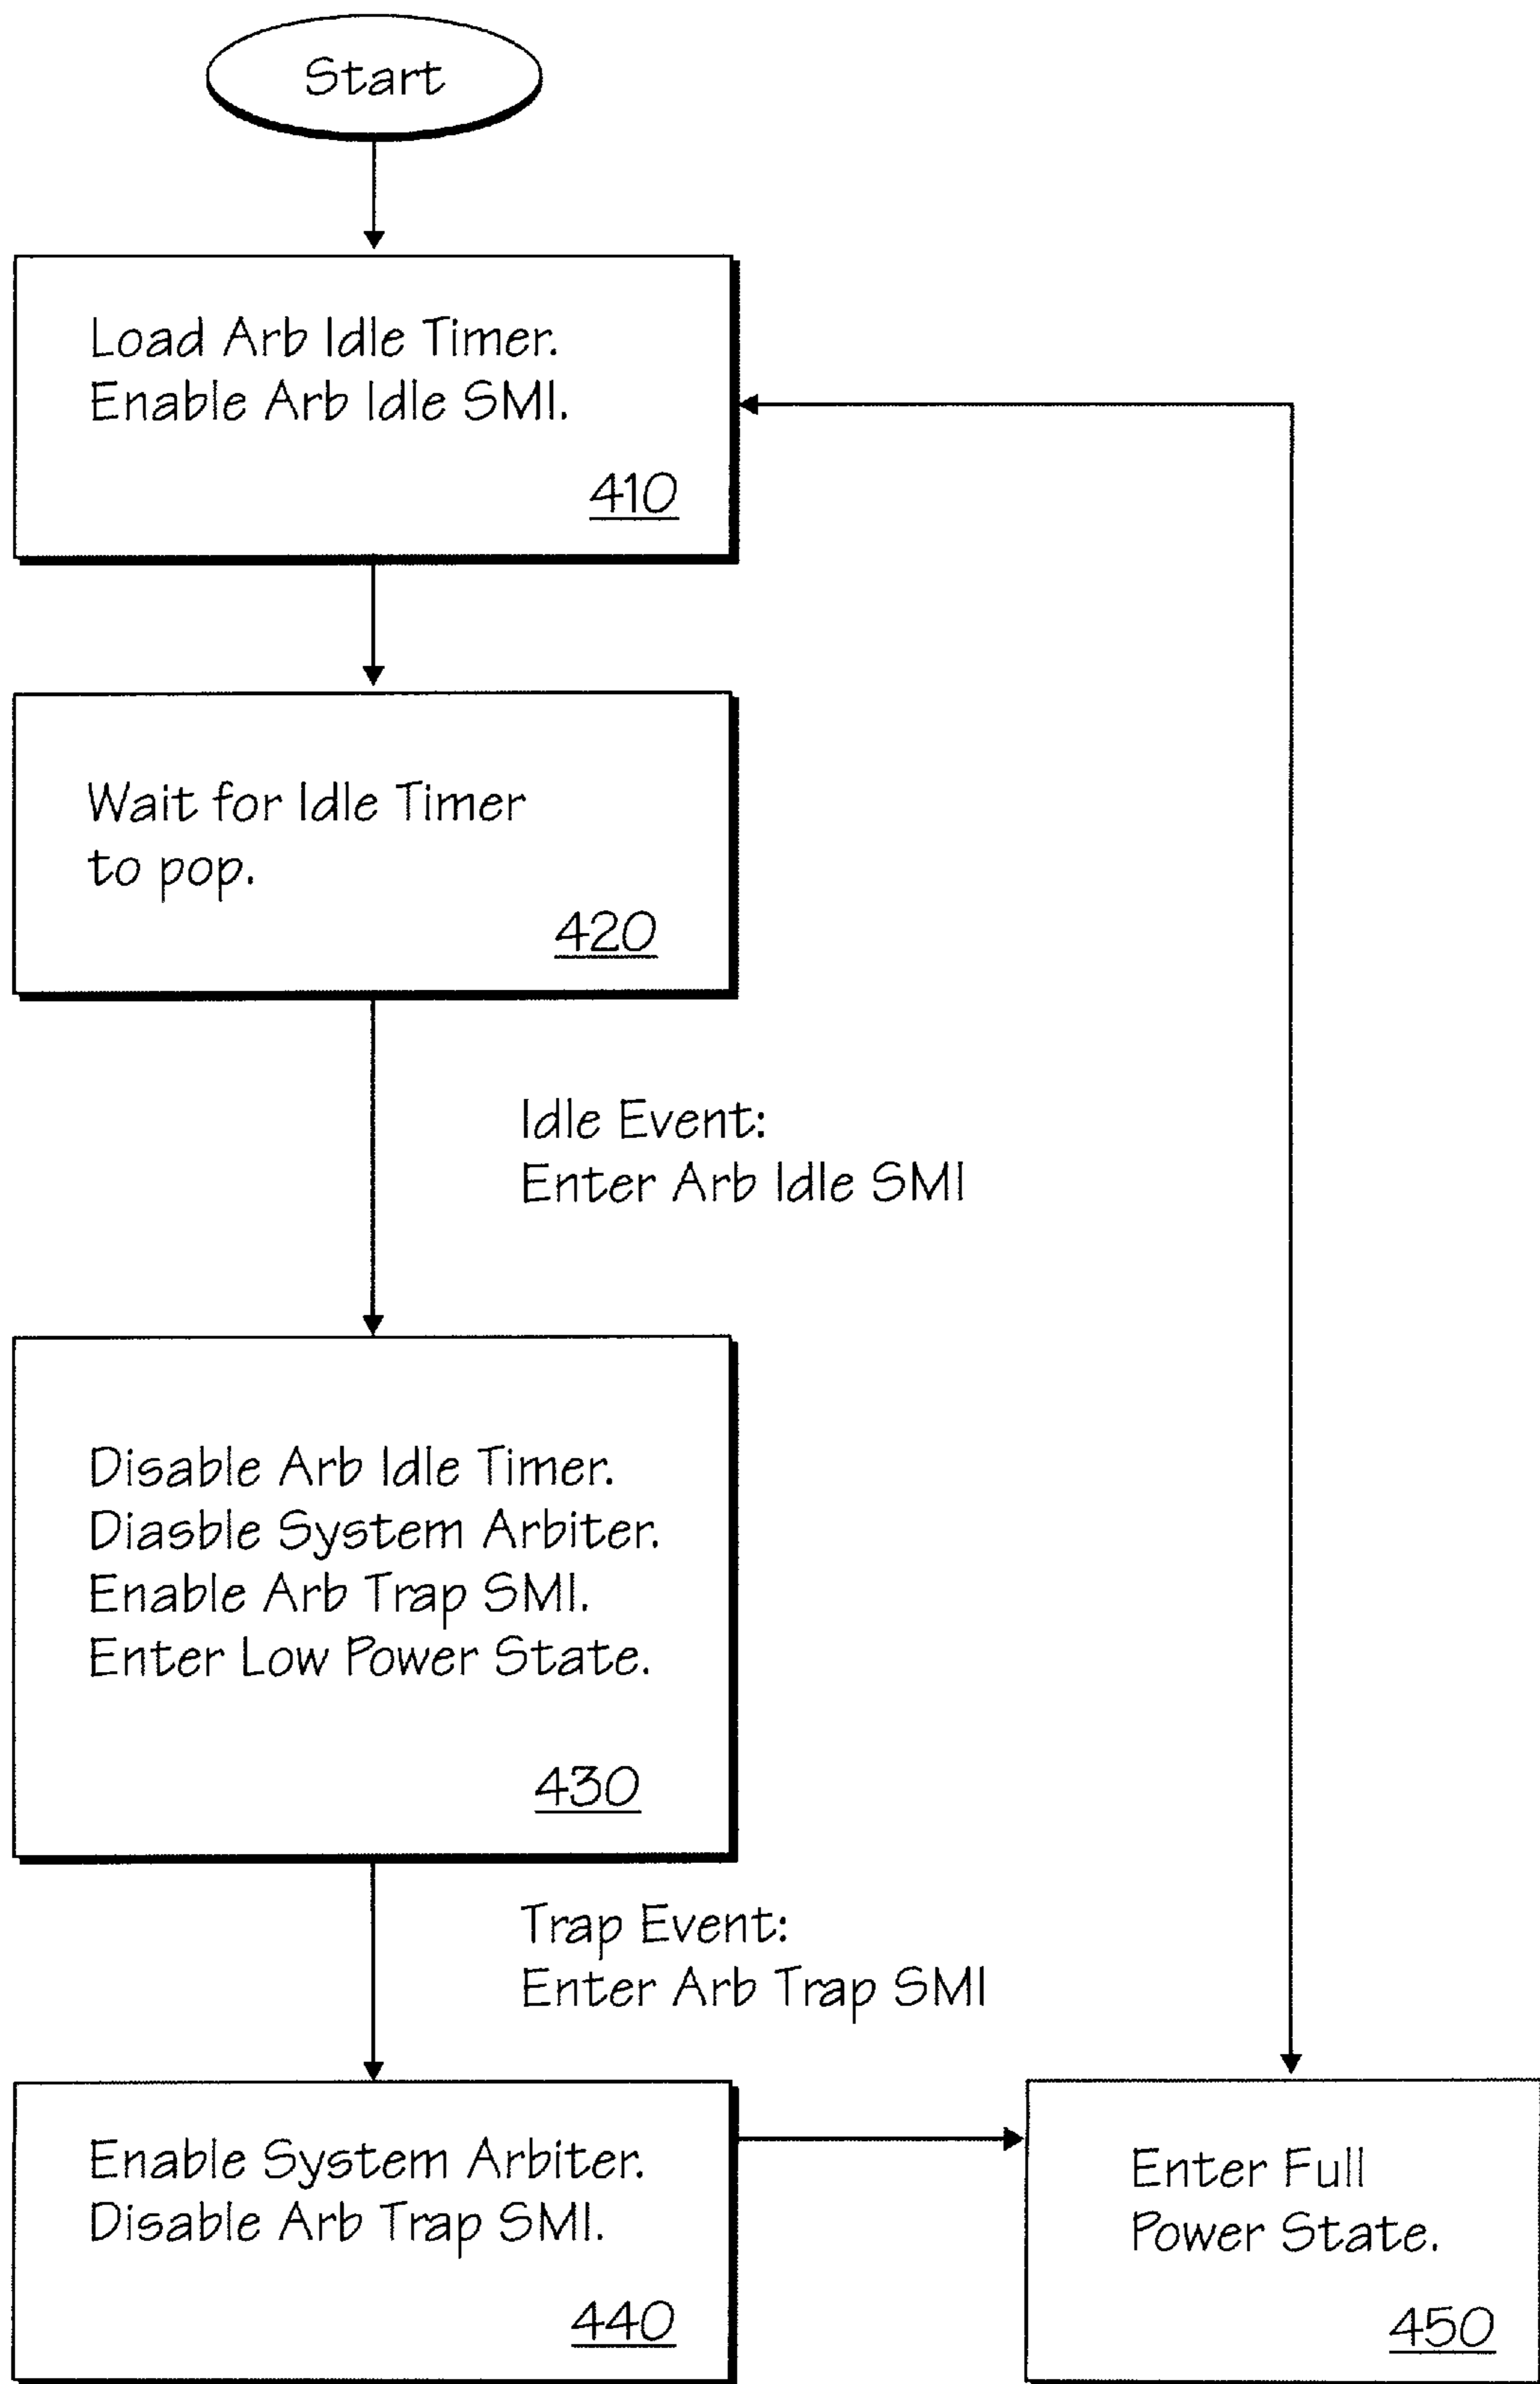 Start
Load Arb Idle Timer.
Enable Arb Idle SMI.
410
Wait for Idle Timer
to pop.
420
Idle Event:
Enter Arb Idle SMI
Disable Arb Idle Timer.
Diasble System Arbiter.
Enable Arb Trap SMI.
Enter Low Power State.
430
Trap Event:
Enter Arb Trap SMI
Enable System Arbiter.
Disable Arb Trap SMI.
440
Enter Full
Power State.
450